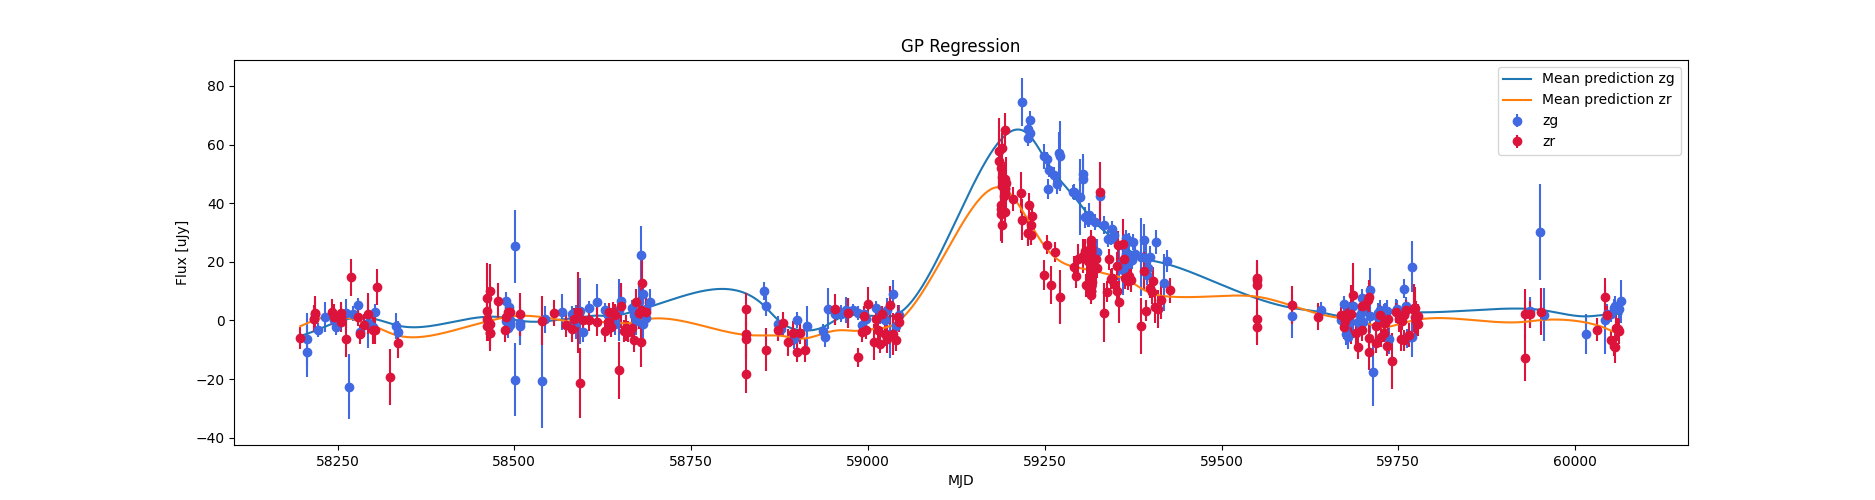 GP Regression
Flux [uJy]
80
60
40
20
0
−20
−40
58250 58500 58750 59000 59250 59500 59750 60000
MJD
Mean prediction zg
Mean prediction zr
zg
zr